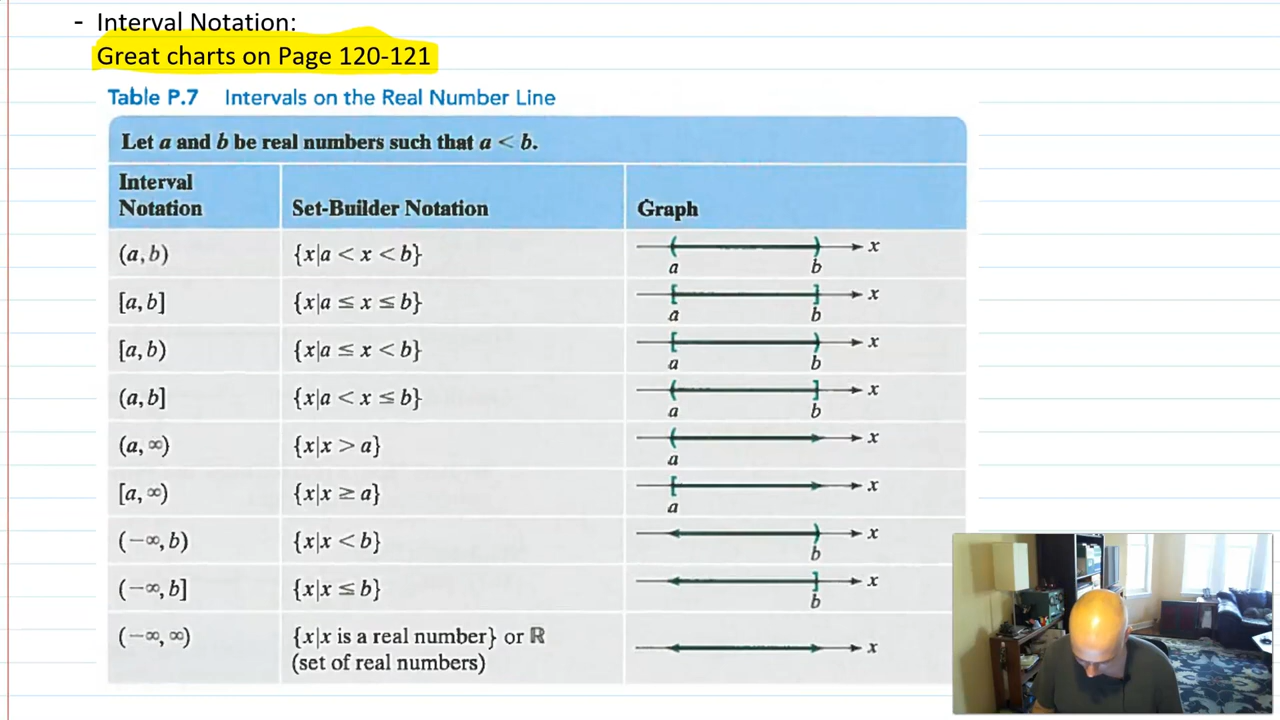 - Interval Notation:
Great charts on Page 120-121
Table P.7 Intervals on the Real Number Line
Let a and b be real numbers such that a < b.
Interval
Notation
Set-Builder Notation
Graph
(a, b) {x|a < x < b} a b x
[a, b] {x|a ≤ x ≤ b} a b x
[a, b) {x|a ≤ x < b} a b x
(a, b] {x|a < x ≤ b} a b x
(a, ∞) {x|x > a} a x
[a, ∞) {x|x ≥ a} a x
(−∞, b) {x|x < b} b x
(−∞, b] {x|x ≤ b} b x
(−∞, ∞) {x|x is a real number} or ℝ x
(set of real numbers)